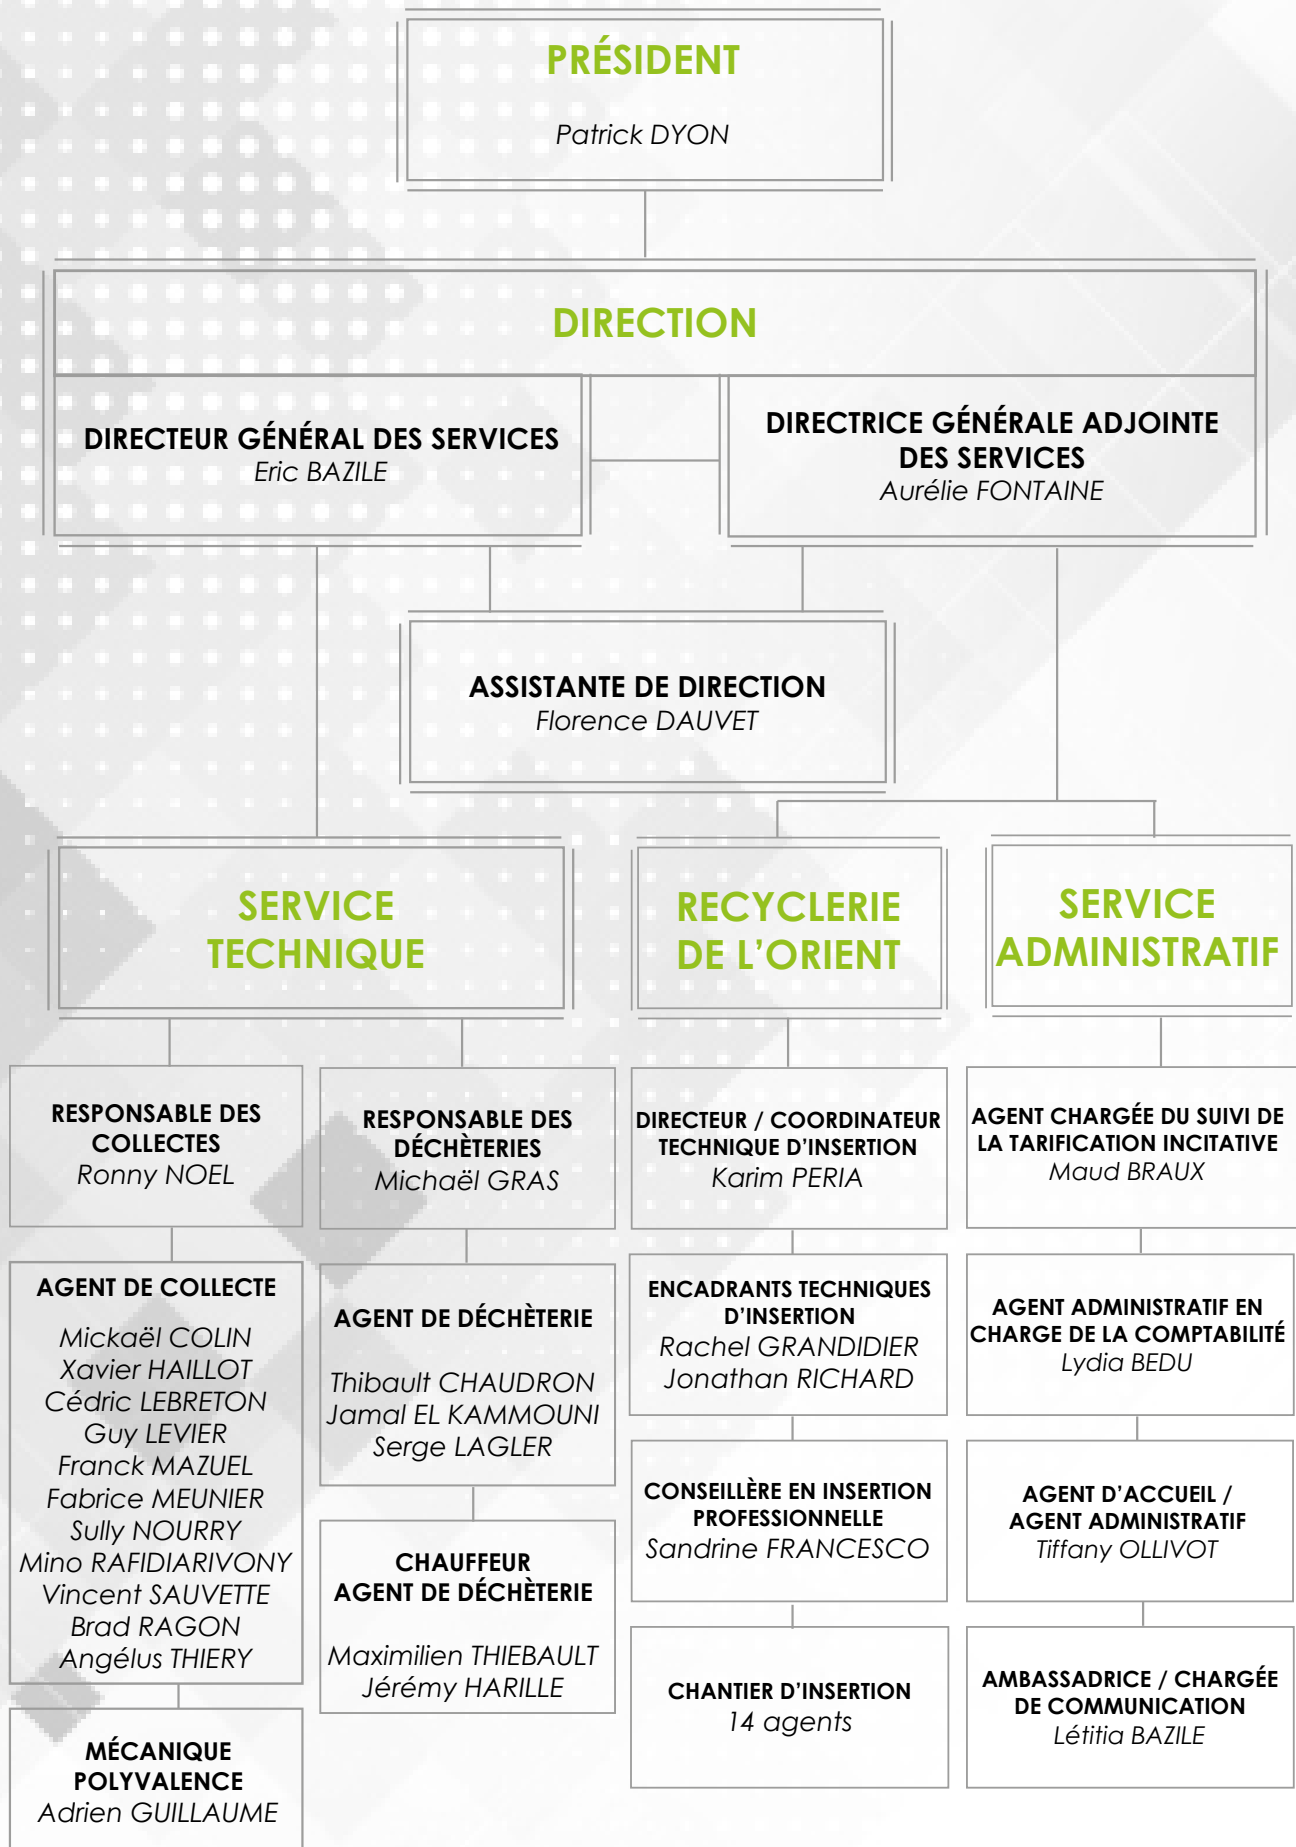 PRÉSIDENT
Patrick DYON
DIRECTION
DIRECTEUR GÉNÉRAL DES SERVICES
Eric BAZILE
DIRECTRICE GÉNÉRALE ADJOINTE
DES SERVICES
Aurélie FONTAINE
ASSISTANTE DE DIRECTION
Florence DAUVET
SERVICE
TECHNIQUE
RESPONSABLE DES
COLLECTES
Ronny NOEL
AGENT DE COLLECTE
Mickaël COLIN
Xavier HAILLOT
Cédric LEBRETON
Guy LEVIER
Franck MAZUEL
Fabrice MEUNIER
Sully NOURRY
Mino RAFIDIARIVONY
Vincent SAUVETTE
Brad RAGON
Angélus THIERY
MÉCANIQUE
POLYVALENCE
Adrien GUILLAUME
RESPONSABLE DES
DÉCHÈTERIES
Michaël GRAS
AGENT DE DÉCHÈTERIE
Thibault CHAUDRON
Jamal EL KAMMOUNI
Serge LAGLER
CHAUFFEUR
AGENT DE DÉCHÈTERIE
Maximilien THIEBAULT
Jérémy HARILLE
RECYCLERIE
DE L’ORIENT
DIRECTEUR / COORDINATEUR
TECHNIQUE D’INSERTION
Karim PERIA
ENCADRANTS TECHNIQUES
D’INSERTION
Rachel GRANDIDIER
Jonathan RICHARD
CONSEILLÈRE EN INSERTION
PROFESSIONNELLE
Sandrine FRANCESCO
CHANTIER D’INSERTION
14 agents
SERVICE
ADMINISTRATIF
AGENT CHARGÉE DU SUIVI DE
LA TARIFICATION INCITATIVE
Maud BRAUX
AGENT ADMINISTRATIF EN
CHARGE DE LA COMPTABILITÉ
Lydia BEDU
AGENT D’ACCUEIL /
AGENT ADMINISTRATIF
Tiffany OLLIVOT
AMBASSADRICE / CHARGÉE
DE COMMUNICATION
Létitia BAZILE